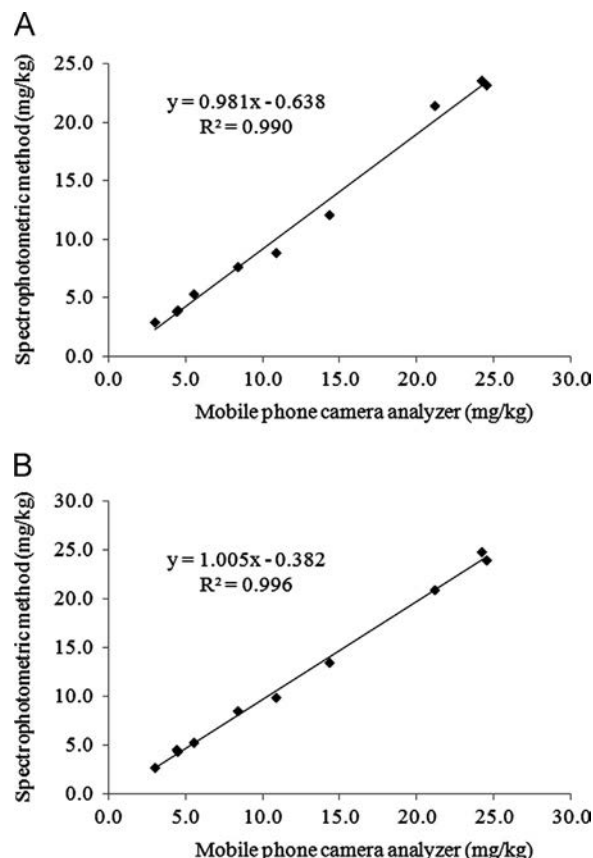 A
Spectrophotometric method (mg/kg)
25.0
20.0
15.0
10.0
5.0
0.0
y = 0.981x - 0.638
R² = 0.990
0.0 5.0 10.0 15.0 20.0 25.0 30.0
Mobile phone camera analyzer (mg/kg)
B
Spectrophotometric method (mg/kg)
30.0
25.0
20.0
15.0
10.0
5.0
0.0
y = 1.005x - 0.382
R² = 0.996
0.0 5.0 10.0 15.0 20.0 25.0 30.0
Mobile phone camera analyzer (mg/kg)